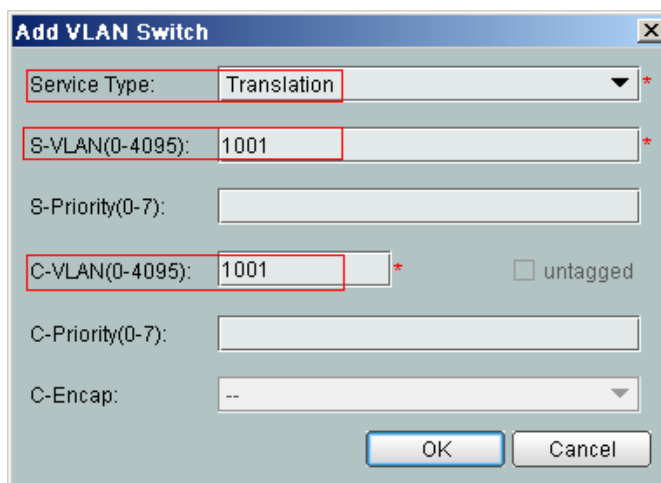 Add VLAN Switch
Service Type: Translation *
S-VLAN(0-4095): 1001 *
S-Priority(0-7):
C-VLAN(0-4095): 1001 * untagged
C-Priority(0-7):
C-Encap: --
OK Cancel